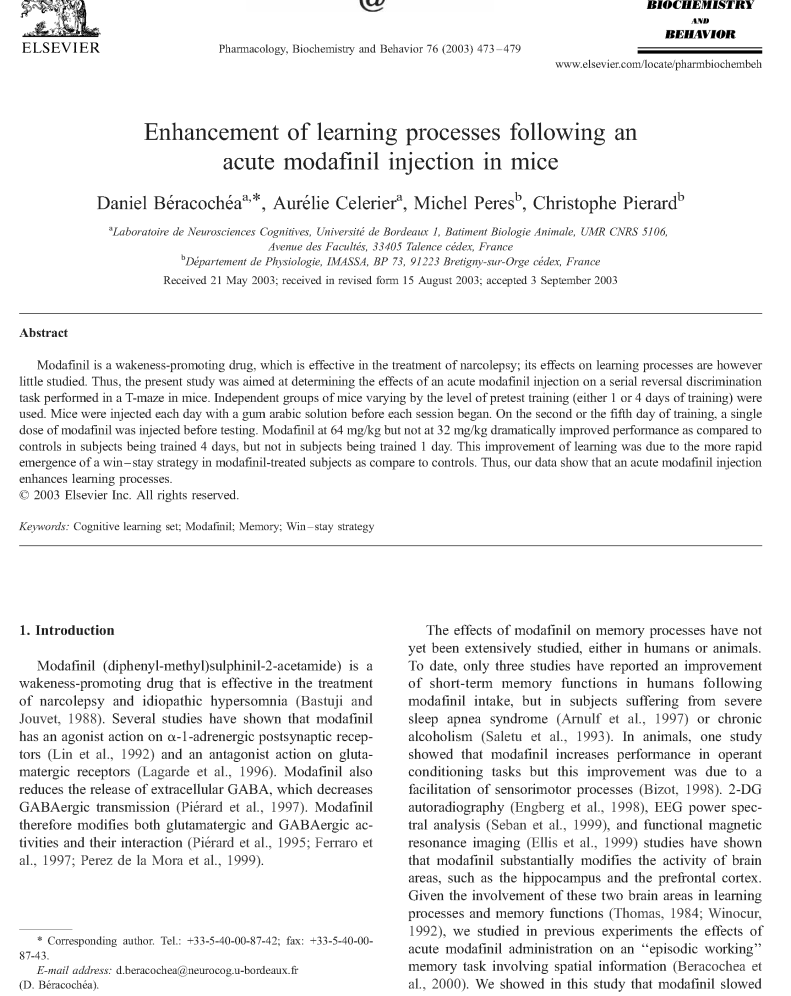 BIOCHEMISTRY
AND
BEHAVIOR
@
ELSEVIER
Pharmacology, Biochemistry and Behavior 76 (2003) 473–479
www.elsevier.com/locate/pharmbiochembeh
Enhancement of learning processes following an
acute modafinil injection in mice
Daniel Béracochéa^a,*, Aurélie Celerier^a, Michel Peres^b, Christophe Pierard^b
^aLaboratoire de Neurosciences Cognitives, Université de Bordeaux 1, Batiment Biologie Animale, UMR CNRS 5106,
Avenue des Facultés, 33405 Talence cédex, France
^bDépartement de Physiologie, IMASSA, BP 73, 91223 Bretigny-sur-Orge cédex, France
Received 21 May 2003; received in revised form 15 August 2003; accepted 3 September 2003
Abstract
Modafinil is a wakeness-promoting drug, which is effective in the treatment of narcolepsy; its effects on learning processes are however
little studied. Thus, the present study was aimed at determining the effects of an acute modafinil injection on a serial reversal discrimination
task performed in a T-maze in mice. Independent groups of mice varying by the level of pretest training (either 1 or 4 days of training) were
used. Mice were injected each day with a gum arabic solution before each session began. On the second or the fifth day of training, a single
dose of modafinil was injected before testing. Modafinil at 64 mg/kg but not at 32 mg/kg dramatically improved performance as compared to
controls in subjects being trained 4 days, but not in subjects being trained 1 day. This improvement of learning was due to the more rapid
emergence of a win–stay strategy in modafinil-treated subjects as compare to controls. Thus, our data show that an acute modafinil injection
enhances learning processes.
© 2003 Elsevier Inc. All rights reserved.
Keywords: Cognitive learning set; Modafinil; Memory; Win–stay strategy
1. Introduction
Modafinil (diphenyl-methyl)sulphinil-2-acetamide) is a
wakeness-promoting drug that is effective in the treatment
of narcolepsy and idiopathic hypersomnia (Bastuji and
Jouvet, 1988). Several studies have shown that modafinil
has an agonist action on α-1-adrenergic postsynaptic recep-
tors (Lin et al., 1992) and an antagonist action on gluta-
matergic receptors (Lagarde et al., 1996). Modafinil also
reduces the release of extracellular GABA, which decreases
GABAergic transmission (Piérard et al., 1997). Modafinil
therefore modifies both glutamatergic and GABAergic ac-
tivities and their interaction (Piérard et al., 1995; Ferraro et
al., 1997; Perez de la Mora et al., 1999).
* Corresponding author. Tel.: +33-5-40-00-87-42; fax: +33-5-40-00-
87-43.
E-mail address: d.beracochea@neurocog.u-bordeaux.fr
(D. Béracochéa).
The effects of modafinil on memory processes have not
yet been extensively studied, either in humans or animals.
To date, only three studies have reported an improvement
of short-term memory functions in humans following
modafinil intake, but in subjects suffering from severe
sleep apnea syndrome (Arnulf et al., 1997) or chronic
alcoholism (Saletu et al., 1993). In animals, one study
showed that modafinil increases performance in operant
conditioning tasks but this improvement was due to a
facilitation of sensorimotor processes (Bizot, 1998). 2-DG
autoradiography (Engberg et al., 1998), EEG power spec-
tral analysis (Seban et al., 1999), and functional magnetic
resonance imaging (Ellis et al., 1999) studies have shown
that modafinil substantially modifies the activity of brain
areas, such as the hippocampus and the prefrontal cortex.
Given the involvement of these two brain areas in learning
processes and memory functions (Thomas, 1984; Winocur,
1992), we studied in previous experiments the effects of
acute modafinil administration on an ‘‘episodic working’’
memory task involving spatial information (Beracochea et
al., 2000). We showed in this study that modafinil slowed